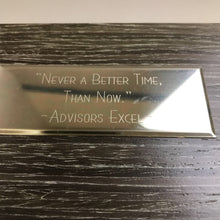 "Never a Better Time,
Than Now."
-Advisors Excel